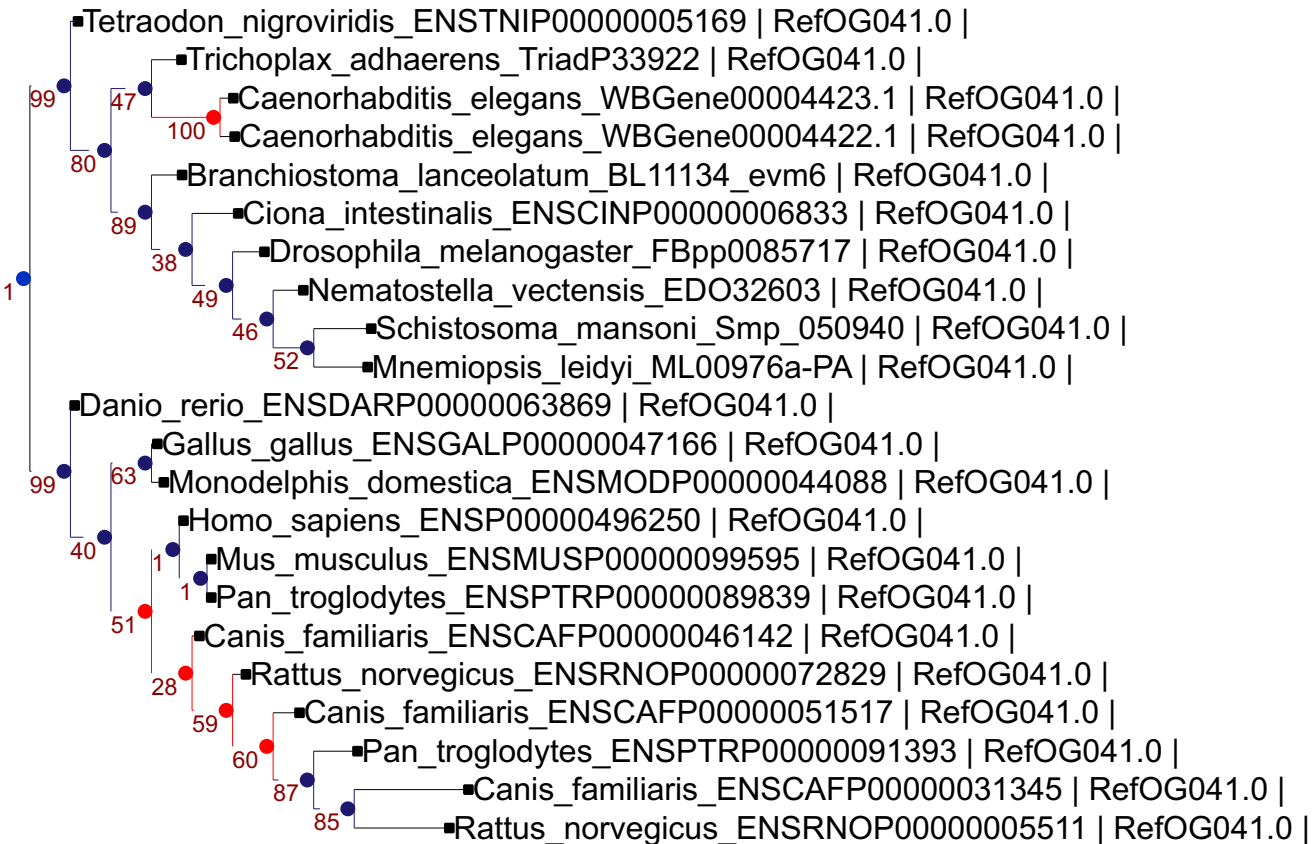 Tetraodon_nigroviridis_ENSTNIP00000005169 | RefOG041.0 |
Trichoplax_adhaerens_TriadP33922 | RefOG041.0 |
99
47
Caenorhabditis_elegans_WBGene00004423.1 | RefOG041.0 |
100
Caenorhabditis_elegans_WBGene00004422.1 | RefOG041.0 |
80
Branchiostoma_lanceolatum_BL11134_evm6 | RefOG041.0 |
89
Ciona_intestinalis_ENSCINP00000006833 | RefOG041.0 |
38
Drosophila_melanogaster_FBpp0085717 | RefOG041.0 |
1
49
Nematostella_vectensis_EDO32603 | RefOG041.0 |
46
Schistosoma_mansoni_Smp_050940 | RefOG041.0 |
52
Mnemiopsis_leidyi_ML00976a-PA | RefOG041.0 |
Danio_rerio_ENSDARP00000063869 | RefOG041.0 |
Gallus_gallus_ENSGALP00000047166 | RefOG041.0 |
99
63
Monodelphis_domestica_ENSMODP00000044088 | RefOG041.0 |
Homo_sapiens_ENSP00000496250 | RefOG041.0 |
40
1
Mus_musculus_ENSMUSP00000099595 | RefOG041.0 |
1
Pan_troglodytes_ENSPTRP00000089839 | RefOG041.0 |
51
Canis_familiaris_ENSCAFP00000046142 | RefOG041.0 |
28
Rattus_norvegicus_ENSRNOP00000072829 | RefOG041.0 |
59
Canis_familiaris_ENSCAFP00000051517 | RefOG041.0 |
60
Pan_troglodytes_ENSPTRP00000091393 | RefOG041.0 |
87
Canis_familiaris_ENSCAFP00000031345 | RefOG041.0 |
85
Rattus_norvegicus_ENSRNOP00000005511 | RefOG041.0 |